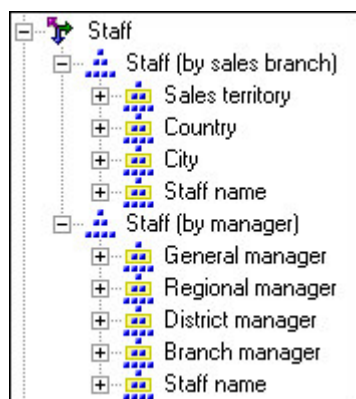 Staff
Staff (by sales branch)
Sales territory
Country
City
Staff name
Staff (by manager)
General manager
Regional manager
District manager
Branch manager
Staff name